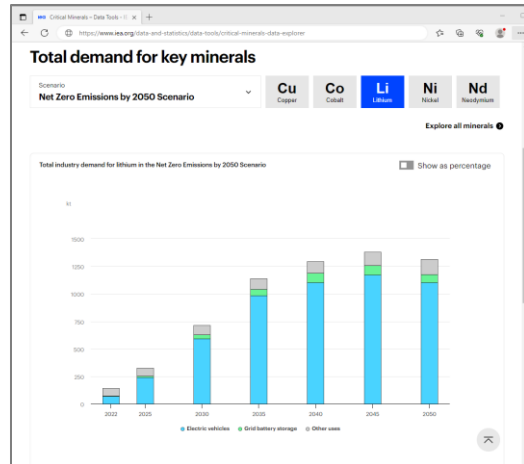 Critical Minerals – Data Tools – I
https://www.iea.org/data-and-statistics/data-tools/critical-minerals-data-explorer
Total demand for key minerals
Scenario
Net Zero Emissions by 2050 Scenario
Cu
Copper
Co
Cobalt
Li
Lithium
Ni
Nickel
Nd
Neodymium
Explore all minerals
Total industry demand for lithium in the Net Zero Emissions by 2050 Scenario
Show as percentage
kt
1500
1250
1000
750
500
250
0
2022 2025 2030 2035 2040 2045 2050
Electric vehicles Grid battery storage Other uses